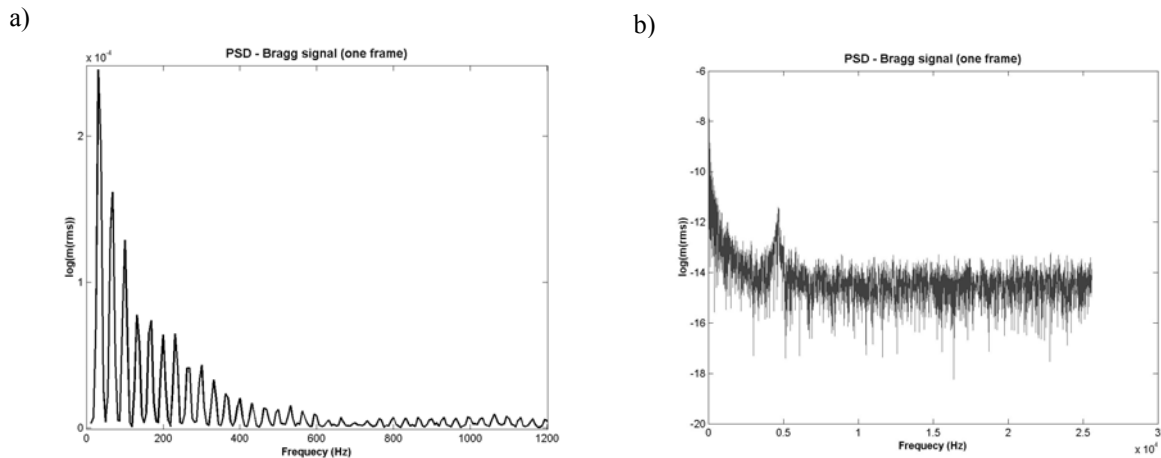 a)
PSD - Bragg signal (one frame)
x 10⁻⁴
2
1
0
log(m(rms))
0 200 400 600 800 1000 1200
Frequecy (Hz)
b)
PSD - Bragg signal (one frame)
-6
-8
-10
-12
-14
-16
-18
-20
log(m(rms))
0 0.5 1 1.5 2 2.5 3
x 10⁴
Frequecy (Hz)